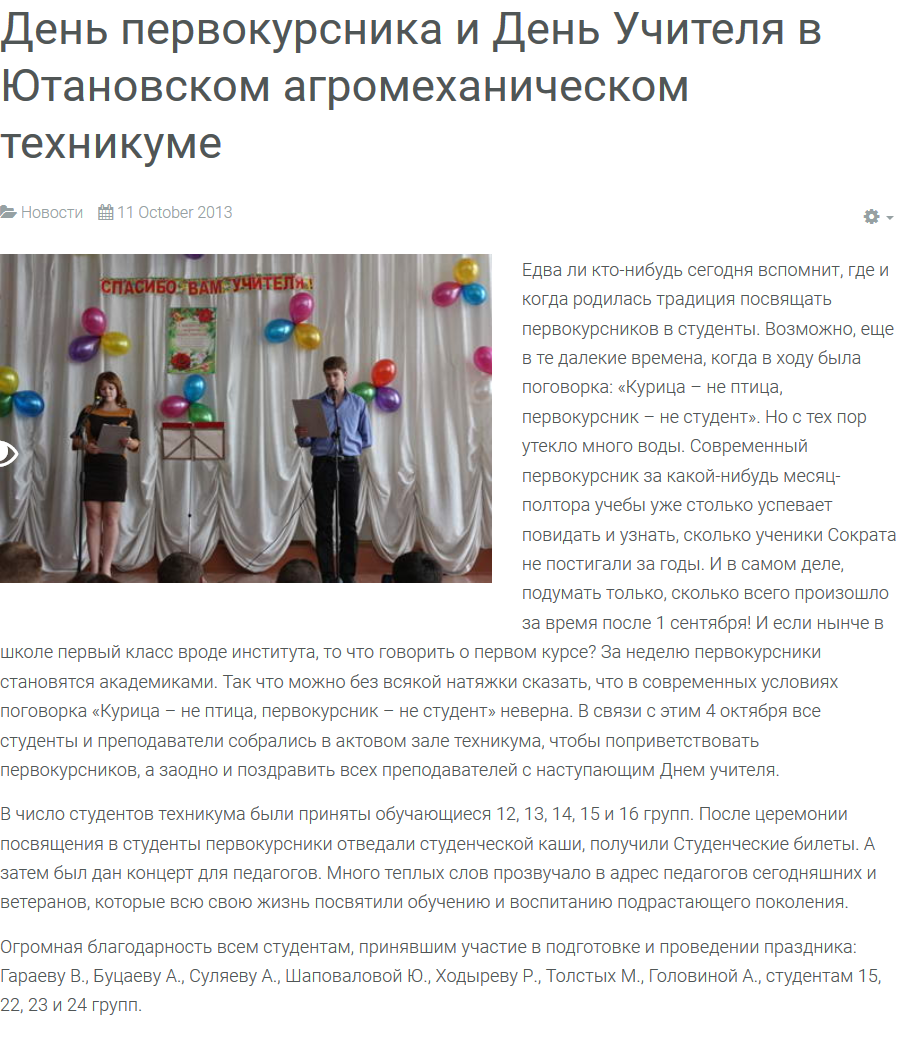 День первокурсника и День Учителя в
Ютановском агромеханическом
техникуме
Новости 11 October 2013
СПАСИБО ВАМ, УЧИТЕЛЯ!
Едва ли кто-нибудь сегодня вспомнит, где и
когда родилась традиция посвящать
первокурсников в студенты. Возможно, еще
в те далекие времена, когда в ходу была
поговорка: «Курица – не птица,
первокурсник – не студент». Но с тех пор
утекло много воды. Современный
первокурсник за какой-нибудь месяц-
полтора учебы уже столько успевает
повидать и узнать, сколько ученики Сократа
не постигали за годы. И в самом деле,
подумать только, сколько всего произошло
за время после 1 сентября! И если нынче в
школе первый класс вроде института, то что говорить о первом курсе? За неделю первокурсники
становятся академиками. Так что можно без всякой натяжки сказать, что в современных условиях
поговорка «Курица – не птица, первокурсник – не студент» неверна. В связи с этим 4 октября все
студенты и преподаватели собрались в актовом зале техникума, чтобы поприветствовать
первокурсников, а заодно и поздравить всех преподавателей с наступающим Днем учителя.
В число студентов техникума были приняты обучающиеся 12, 13, 14, 15 и 16 групп. После церемонии
посвящения в студенты первокурсники отведали студенческой каши, получили Студенческие билеты. А
затем был дан концерт для педагогов. Много теплых слов прозвучало в адрес педагогов сегодняшних и
ветеранов, которые всю свою жизнь посвятили обучению и воспитанию подрастающего поколения.
Огромная благодарность всем студентам, принявшим участие в подготовке и проведении праздника:
Гараеву В., Буцаеву А., Суляеву А., Шаповаловой Ю., Ходыреву Р., Толстых М., Головиной А., студентам 15,
22, 23 и 24 групп.